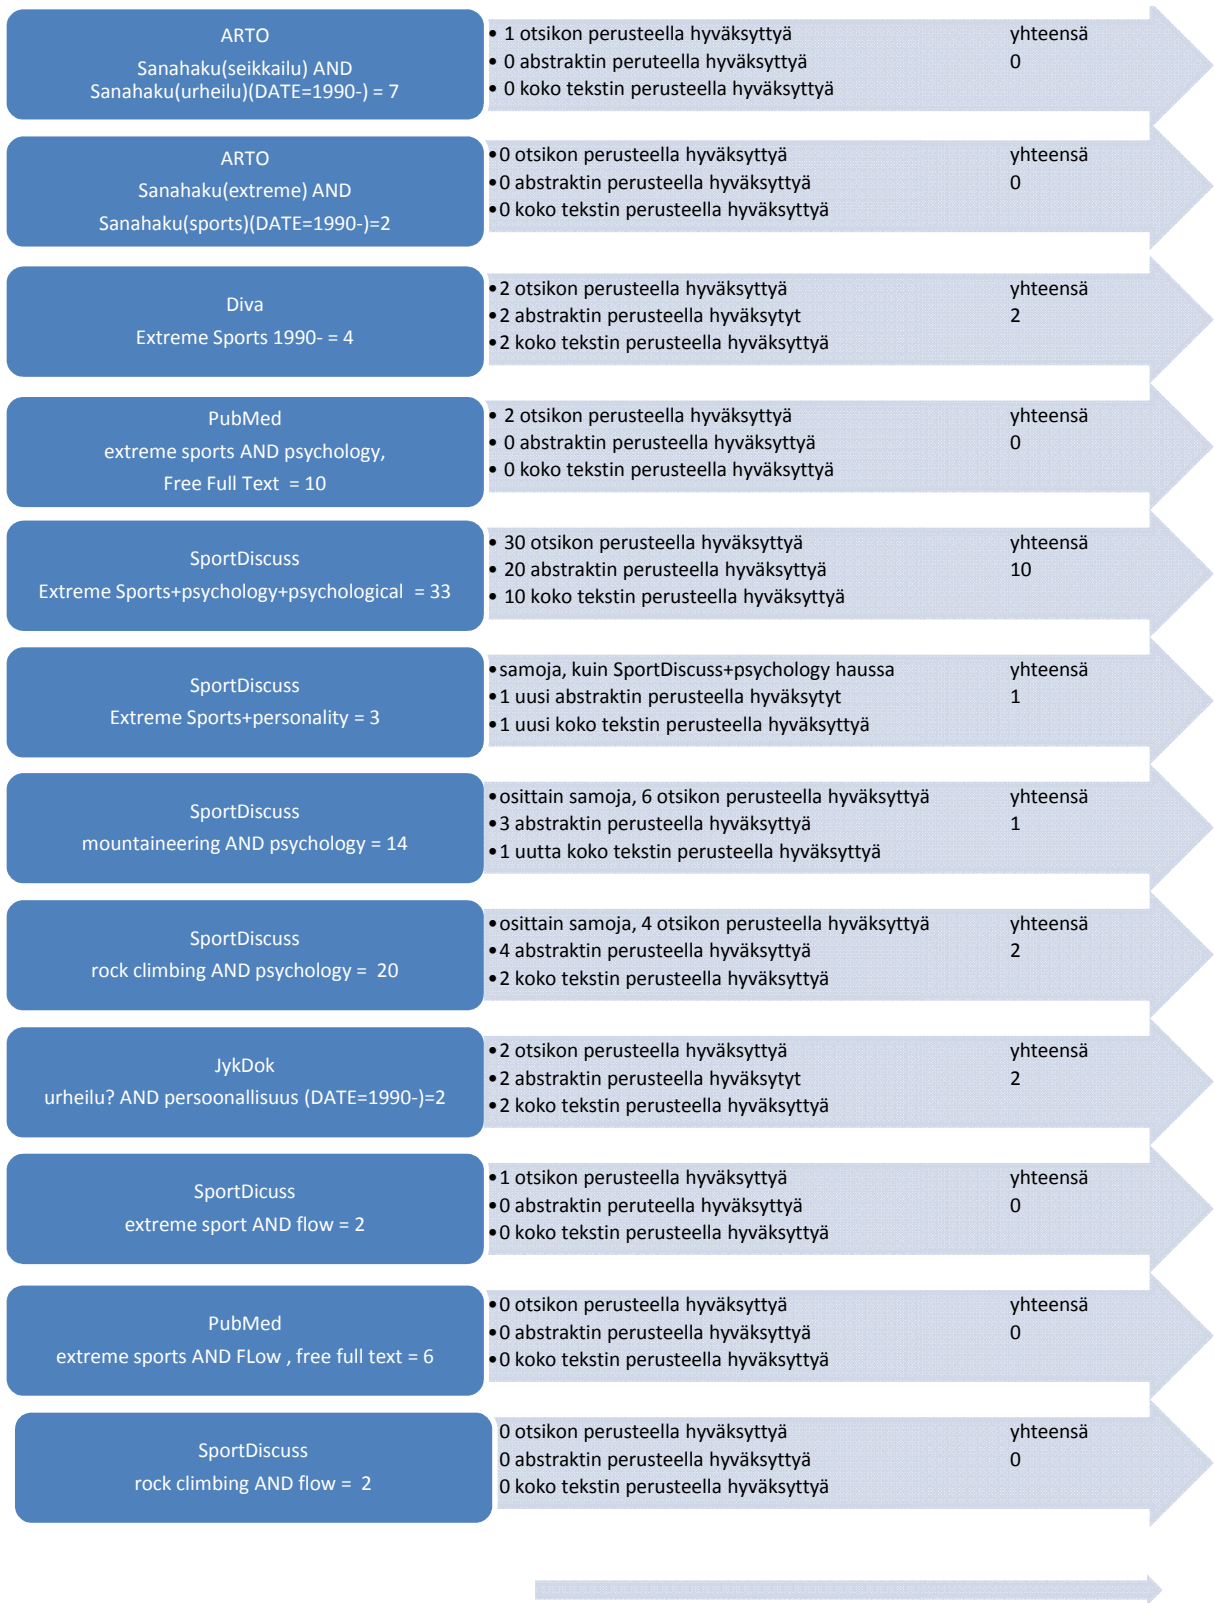 ARTO
Sanahaku(seikkailu) AND
Sanahaku(urheilu)(DATE=1990-) = 7
• 1 otsikon perusteella hyväksyttyä yhteensä
• 0 abstraktin peruteella hyväksyttyä 0
• 0 koko tekstin perusteella hyväksyttyä
ARTO
Sanahaku(extreme) AND
Sanahaku(sports)(DATE=1990-)=2
•0 otsikon perusteella hyväksyttyä yhteensä
•0 abstraktin perusteella hyväksyttyä 0
•0 koko tekstin perusteella hyväksyttyä
Diva
Extreme Sports 1990- = 4
•2 otsikon perusteella hyväksyttyä yhteensä
•2 abstraktin perusteella hyväksytyt 2
•2 koko tekstin perusteella hyväksyttyä
PubMed
extreme sports AND psychology,
Free Full Text = 10
• 2 otsikon perusteella hyväksyttyä yhteensä
• 0 abstraktin perusteella hyväksyttyä 0
• 0 koko tekstin perusteella hyväksyttyä
SportDiscuss
Extreme Sports+psychology+psychological = 33
• 30 otsikon perusteella hyväksyttyä yhteensä
• 20 abstraktin perusteella hyväksyttyä 10
• 10 koko tekstin perusteella hyväksyttyä
SportDiscuss
Extreme Sports+personality = 3
•samoja, kuin SportDiscuss+psychology haussa yhteensä
•1 uusi abstraktin perusteella hyväksytyt 1
•1 uusi koko tekstin perusteella hyväksyttyä
SportDiscuss
mountaineering AND psychology = 14
•osittain samoja, 6 otsikon perusteella hyväksyttyä yhteensä
•3 abstraktin perusteella hyväksyttyä 1
•1 uutta koko tekstin perusteella hyväksyttyä
SportDiscuss
rock climbing AND psychology = 20
•osittain samoja, 4 otsikon perusteella hyväksyttyä yhteensä
•4 abstraktin perusteella hyväksyttyä 2
•2 koko tekstin perusteella hyväksyttyä
JykDok
urheilu? AND persoonallisuus (DATE=1990-)=2
•2 otsikon perusteella hyväksyttyä yhteensä
•2 abstraktin perusteella hyväksytyt 2
•2 koko tekstin perusteella hyväksyttyä
SportDicuss
extreme sport AND flow = 2
•1 otsikon perusteella hyväksyttyä yhteensä
•0 abstraktin peruteella hyväksyttyä 0
•0 koko tekstin perusteella hyväksyttyä
PubMed
extreme sports AND FLow , free full text = 6
•0 otsikon perusteella hyväksyttyä yhteensä
•0 abstraktin perusteella hyväksyttyä 0
•0 koko tekstin perusteella hyväksyttyä
SportDiscuss
rock climbing AND flow = 2
0 otsikon perusteella hyväksyttyä yhteensä
0 abstraktin perusteella hyväksyttyä 0
0 koko tekstin perusteella hyväksyttyä